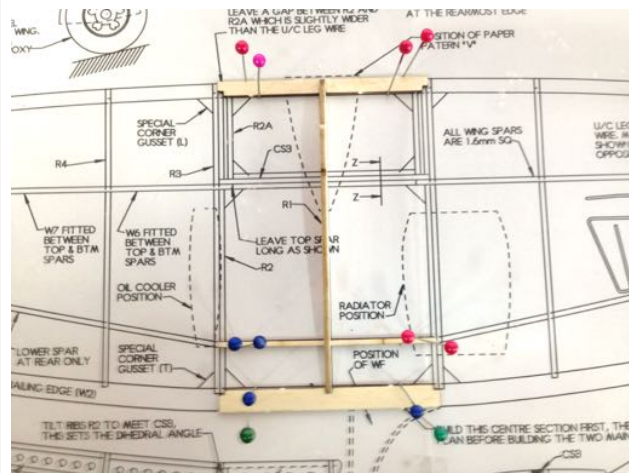 WING.
OXY
LEAVE A GAP BETWEEN R2 AND
R2A WHICH IS SLIGHTLY WIDER
THAN THE U/C LEG WIRE
AT THE REARMOST EDGE
POSITION OF PAPER
PATERN "V"
SPECIAL
CORNER
GUSSET (L)
R2A
CS3
R4
R3
Z
Z
ALL WING SPARS
ARE 1.6mm SQ.
U/C LEG
WIRE.
SHOWN
OPPOS
R1
W7 FITTED
BETWEEN
TOP & BTM
SPARS
W6 FITTED
BETWEEN
TOP & BTM
SPARS
LEAVE TOP SPAR
LONG AS SHOWN
R2
OIL COOLER
POSITION
RADIATOR
POSITION
LOWER SPAR
AT REAR ONLY
SPECIAL
CORNER
GUSSET (T)
POSITION
OF WF
AILING EDGE (W2)
TILT RIBS R2 TO MEET CS8,
THIS SETS THE DIHEDRAL ANGLE
ILD THIS CENTRE SECTION FIRST, THE
AN BEFORE BUILDING THE TWO MAIN
CS8